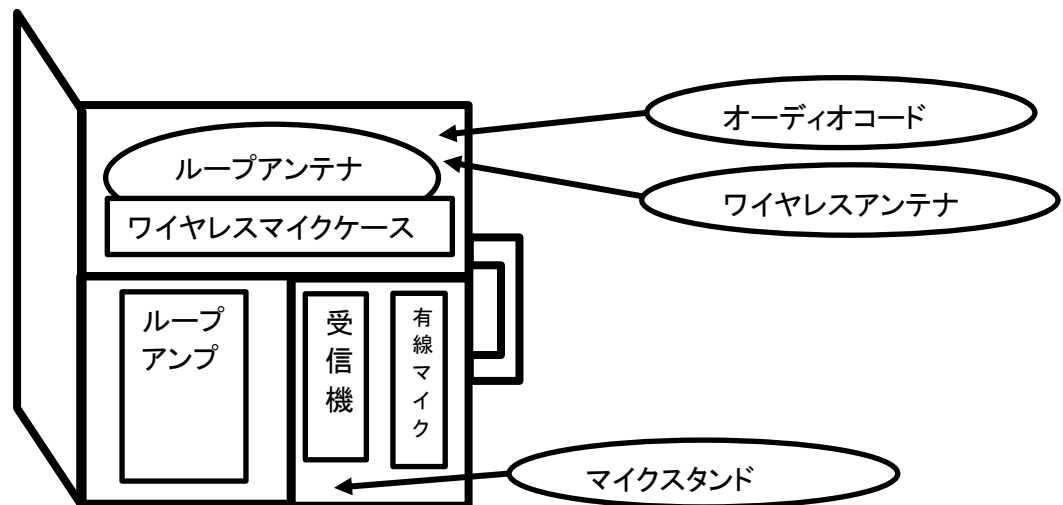 オーディオコード
ループアンテナ
ワイヤレスアンテナ
ワイヤレスマイクケース
ループ
アンプ
受信機
有線マイク
マイクスタンド